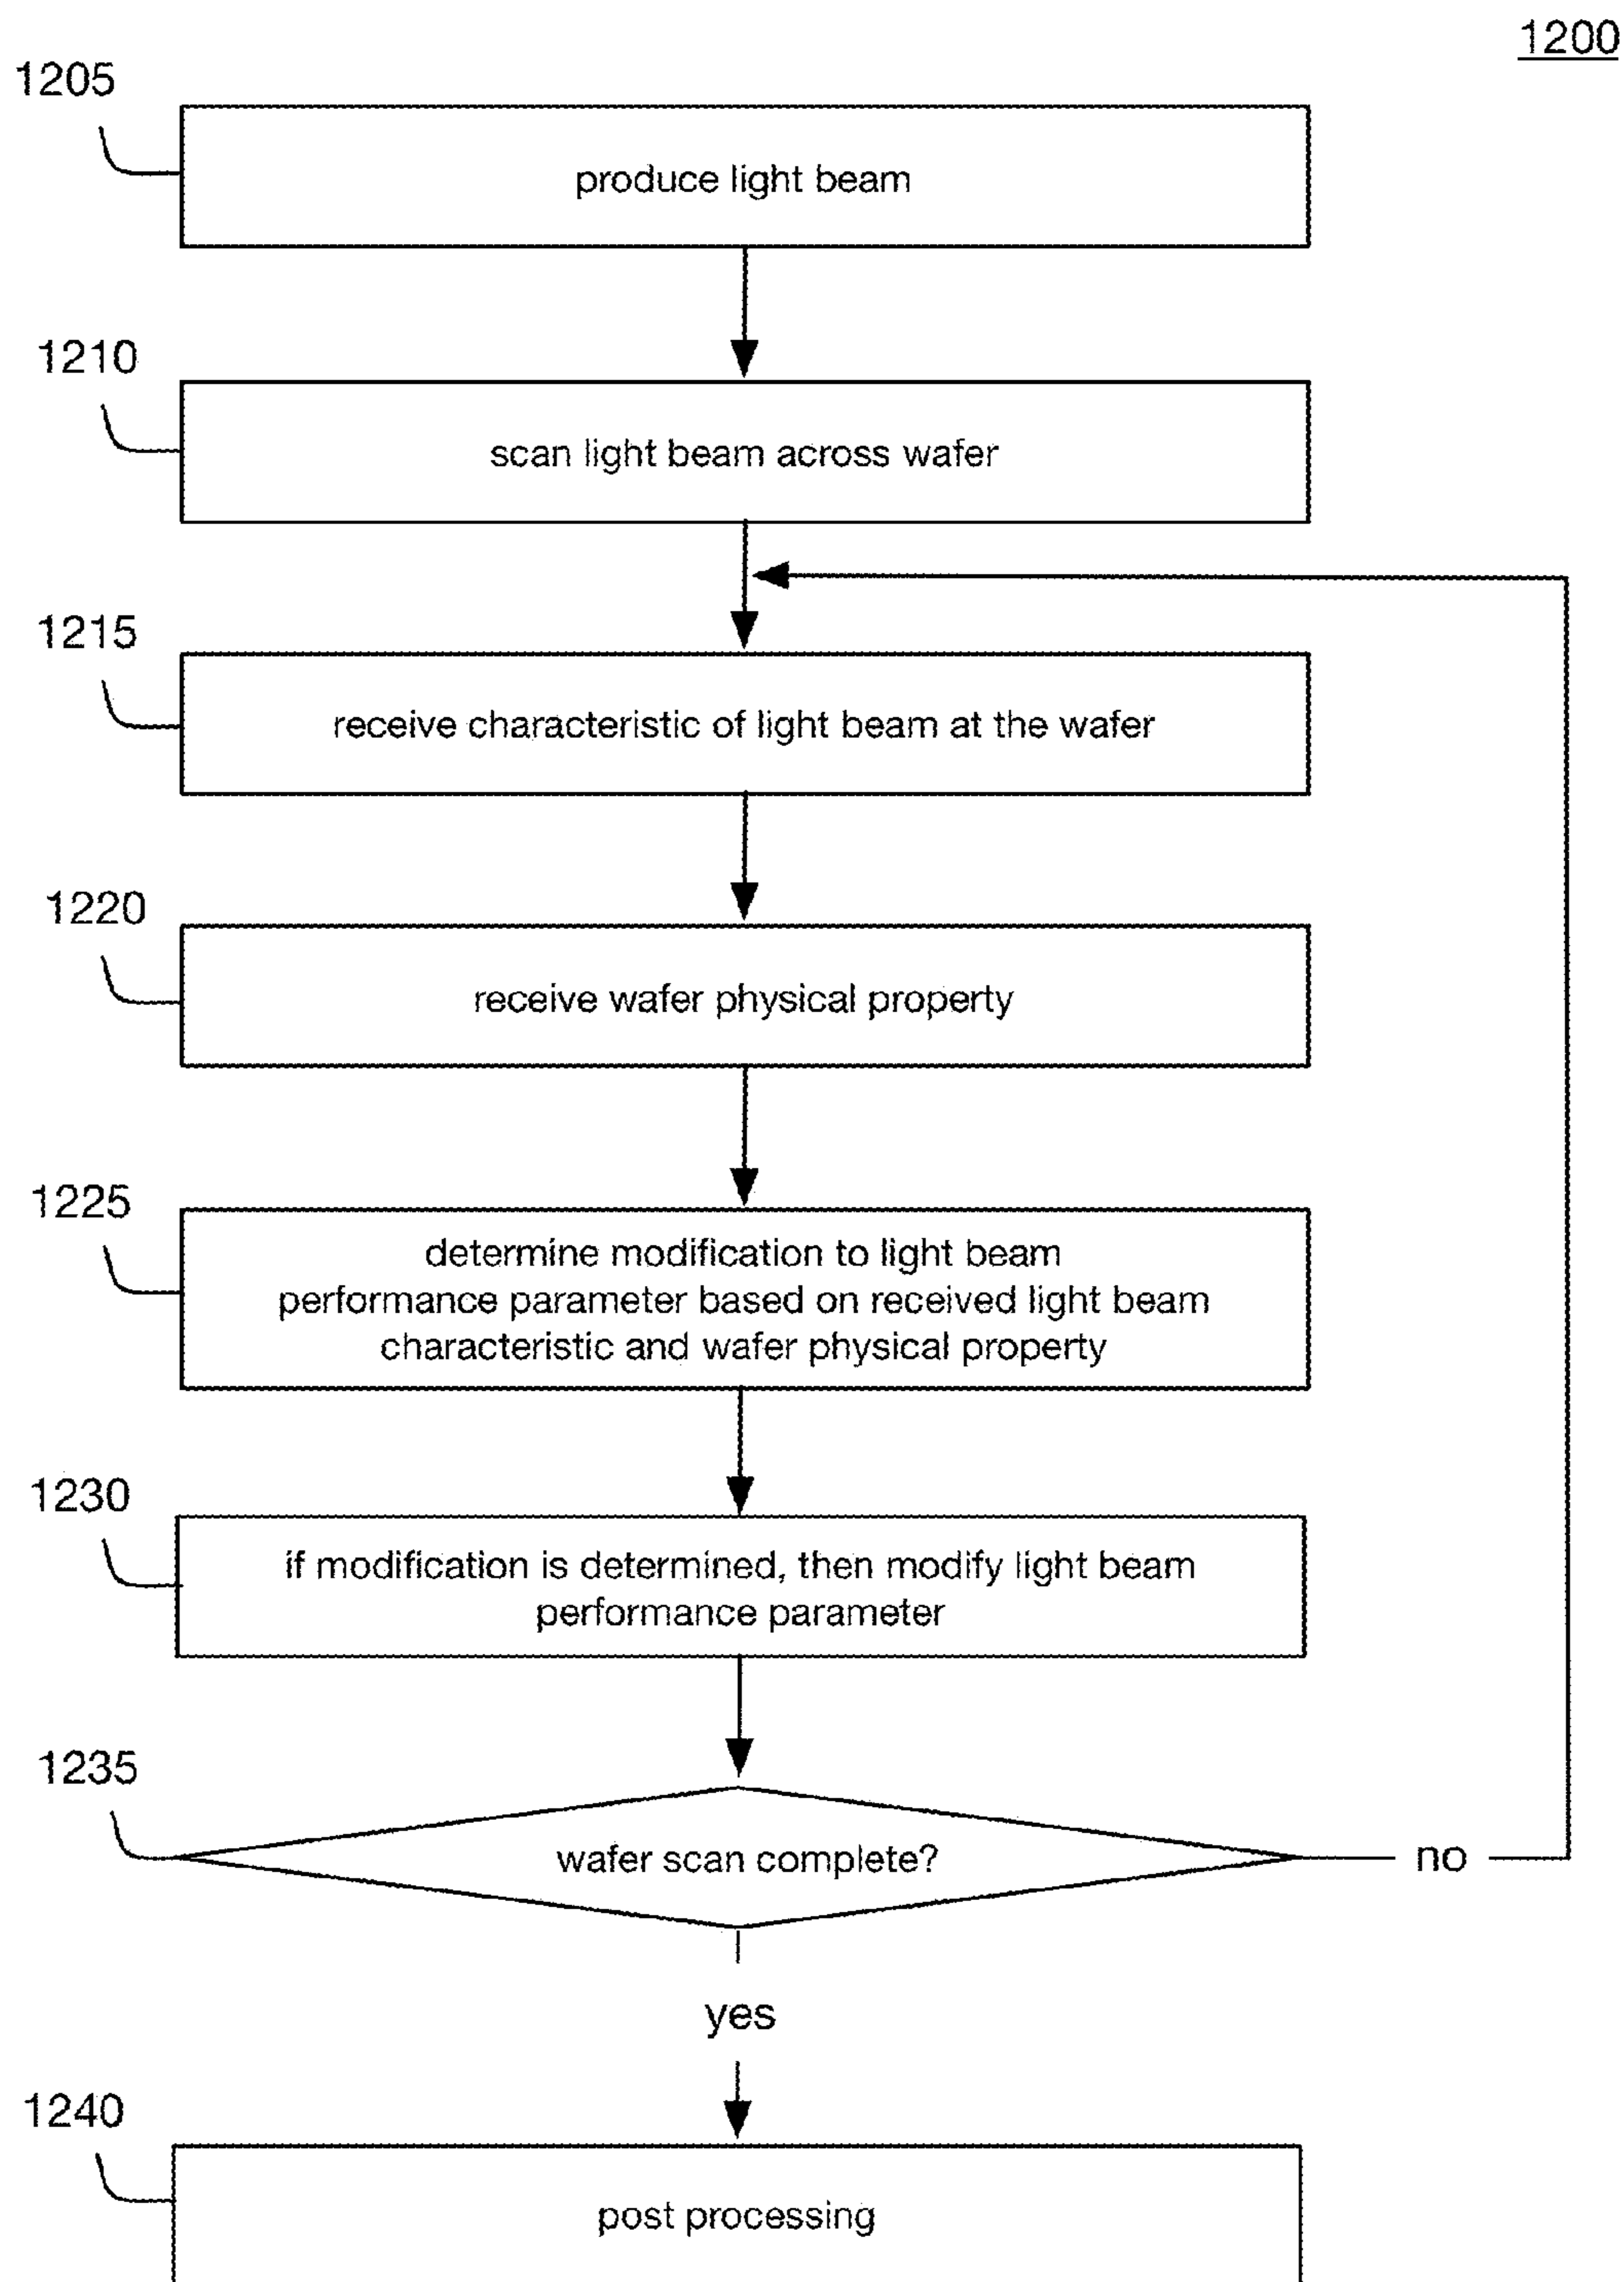 1200
1205
produce light beam
1210
scan light beam across wafer
1215
receive characteristic of light beam at the wafer
1220
receive wafer physical property
1225
determine modification to light beam
performance parameter based on received light beam
characteristic and wafer physical property
1230
if modification is determined, then modify light beam
performance parameter
1235
wafer scan complete?
no
yes
1240
post processing